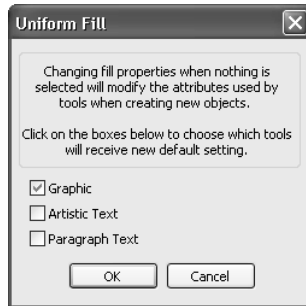 Uniform Fill
Changing fill properties when nothing is
selected will modify the attributes used by
tools when creating new objects.
Click on the boxes below to choose which tools
will receive new default setting.
Graphic
Artistic Text
Paragraph Text
OK
Cancel